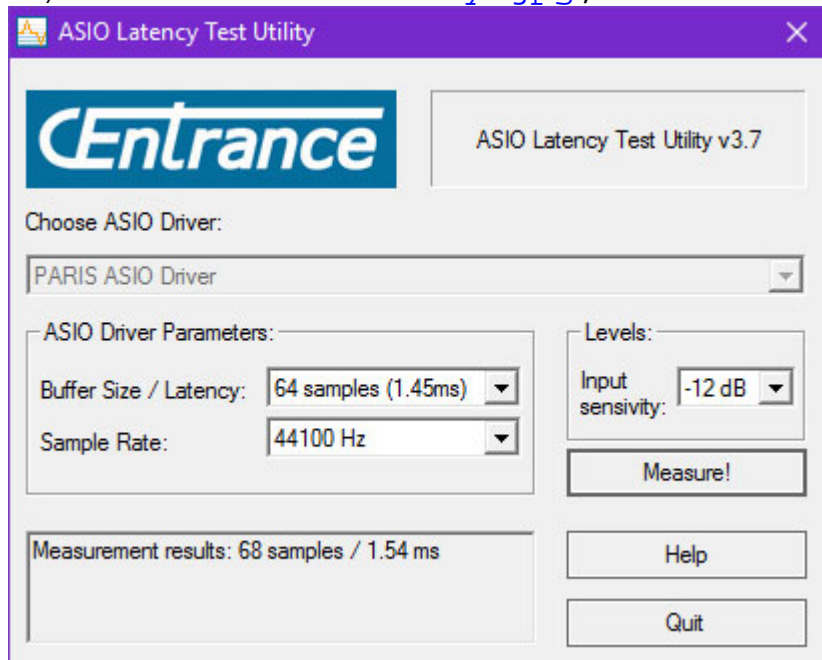 ASIO Latency Test Utility
CEntrance
ASIO Latency Test Utility v3.7
Choose ASIO Driver:
PARIS ASIO Driver
ASIO Driver Parameters:
Buffer Size / Latency: 64 samples (1.45ms)
Sample Rate: 44100 Hz
Levels:
Input
sensivity: -12 dB
Measure!
Measurement results: 68 samples / 1.54 ms
Help
Quit